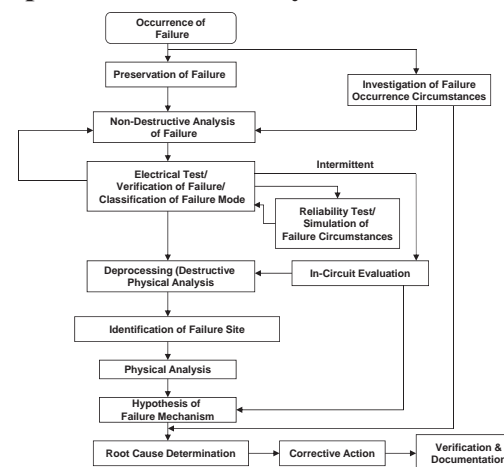 Occurrence of
Failure
Preservation of Failure
Investigation of Failure
Occurrence Circumstances
Non-Destructive Analysis
of Failure
Electrical Test/
Verification of Failure/
Classification of Failure Mode
Intermittent
Reliability Test/
Simulation of
Failure Circumstances
Deprocessing (Destructive
Physical Analysis
In-Circuit Evaluation
Identification of Failure Site
Physical Analysis
Hypothesis of
Failure Mechanism
Root Cause Determination
Corrective Action
Verification &
Documentation